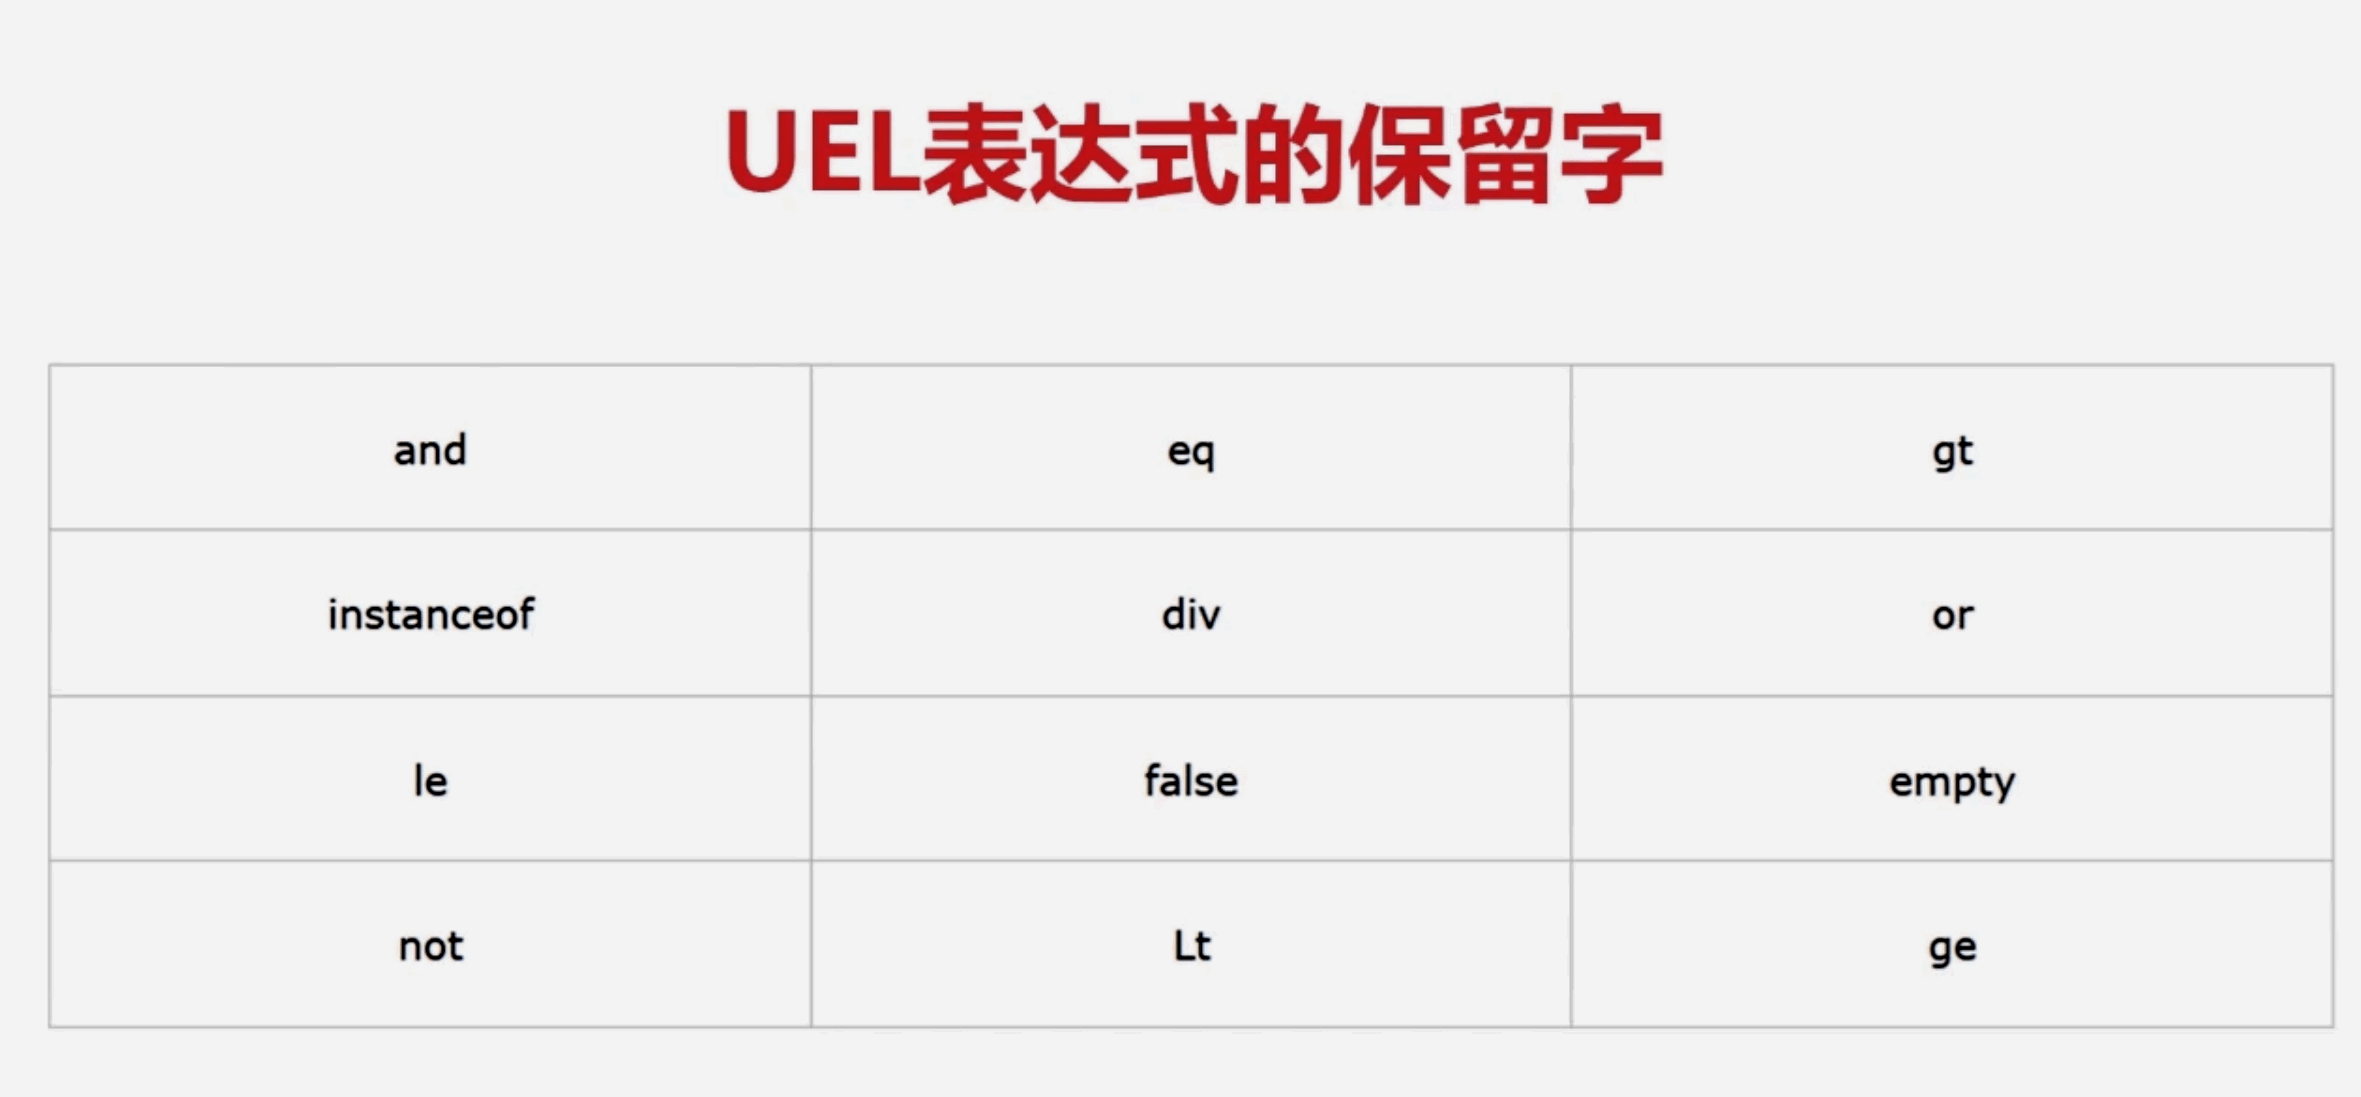 UEL表达式的保留字
and eq gt
instanceof div or
le false empty
not Lt ge